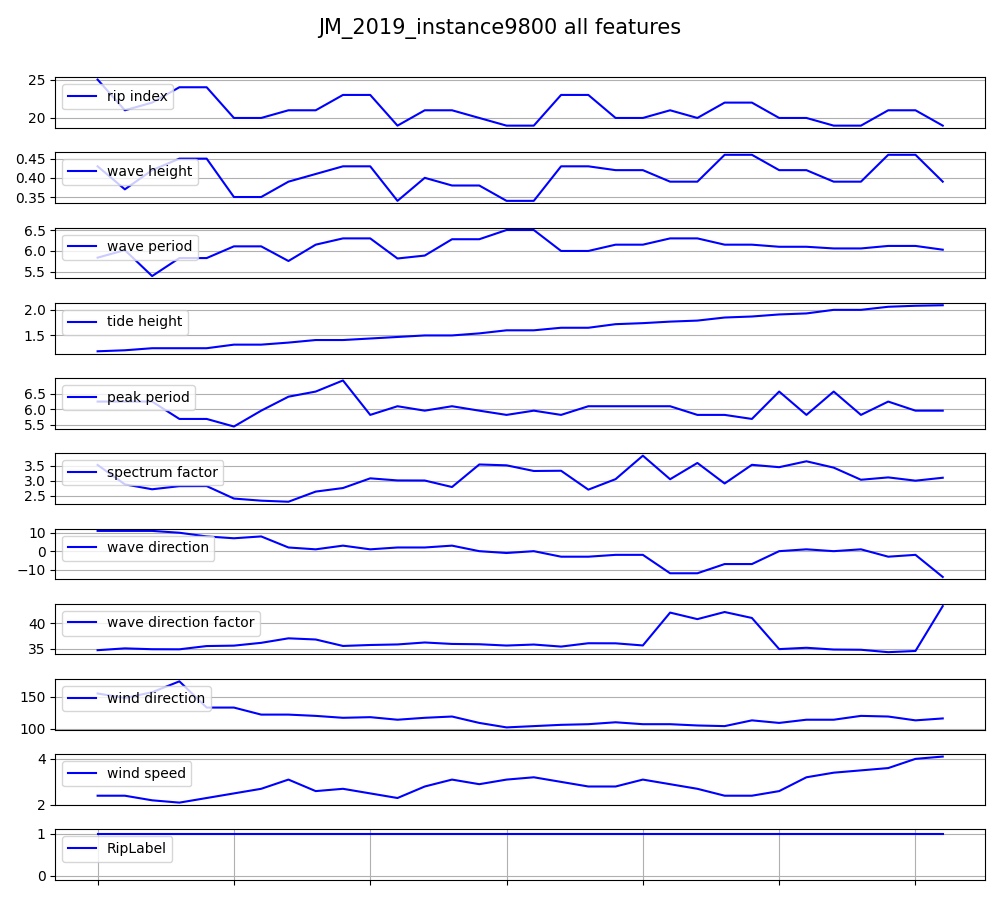 JM_2019_instance9800 all features
25
20
rip index
0.45
0.40
0.35
wave height
6.5
6.0
5.5
wave period
2.0
1.5
tide height
6.5
6.0
5.5
peak period
3.5
3.0
2.5
spectrum factor
10
0
−10
wave direction
40
35
wave direction factor
150
100
wind direction
4
2
wind speed
1
0
RipLabel